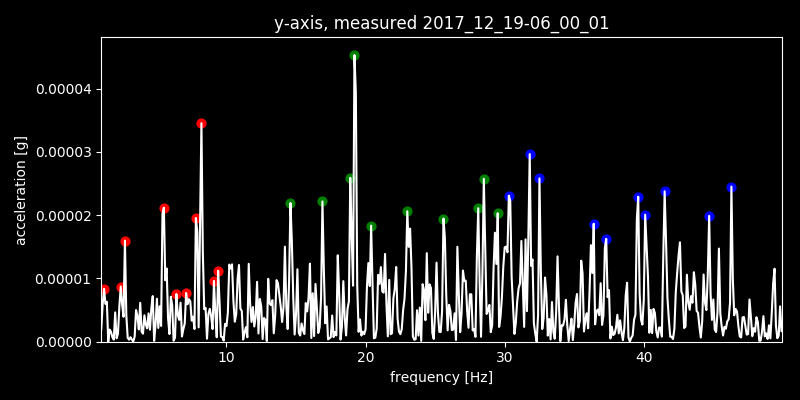 y-axis, measured 2017_12_19-06_00_01
0.00004
0.00003
0.00002
0.00001
0.00000
acceleration [g]
10 20 30 40
frequency [Hz]